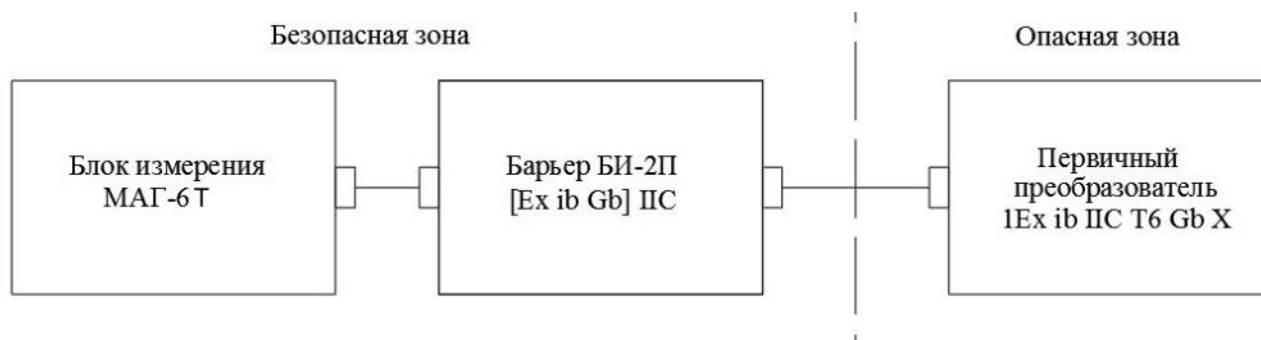 Безопасная зона
Опасная зона
Блок измерения
МАГ-6Т
Барьер БИ-2П
[Ex ib Gb] IIC
Первичный
преобразователь
1Ex ib IIC T6 Gb X